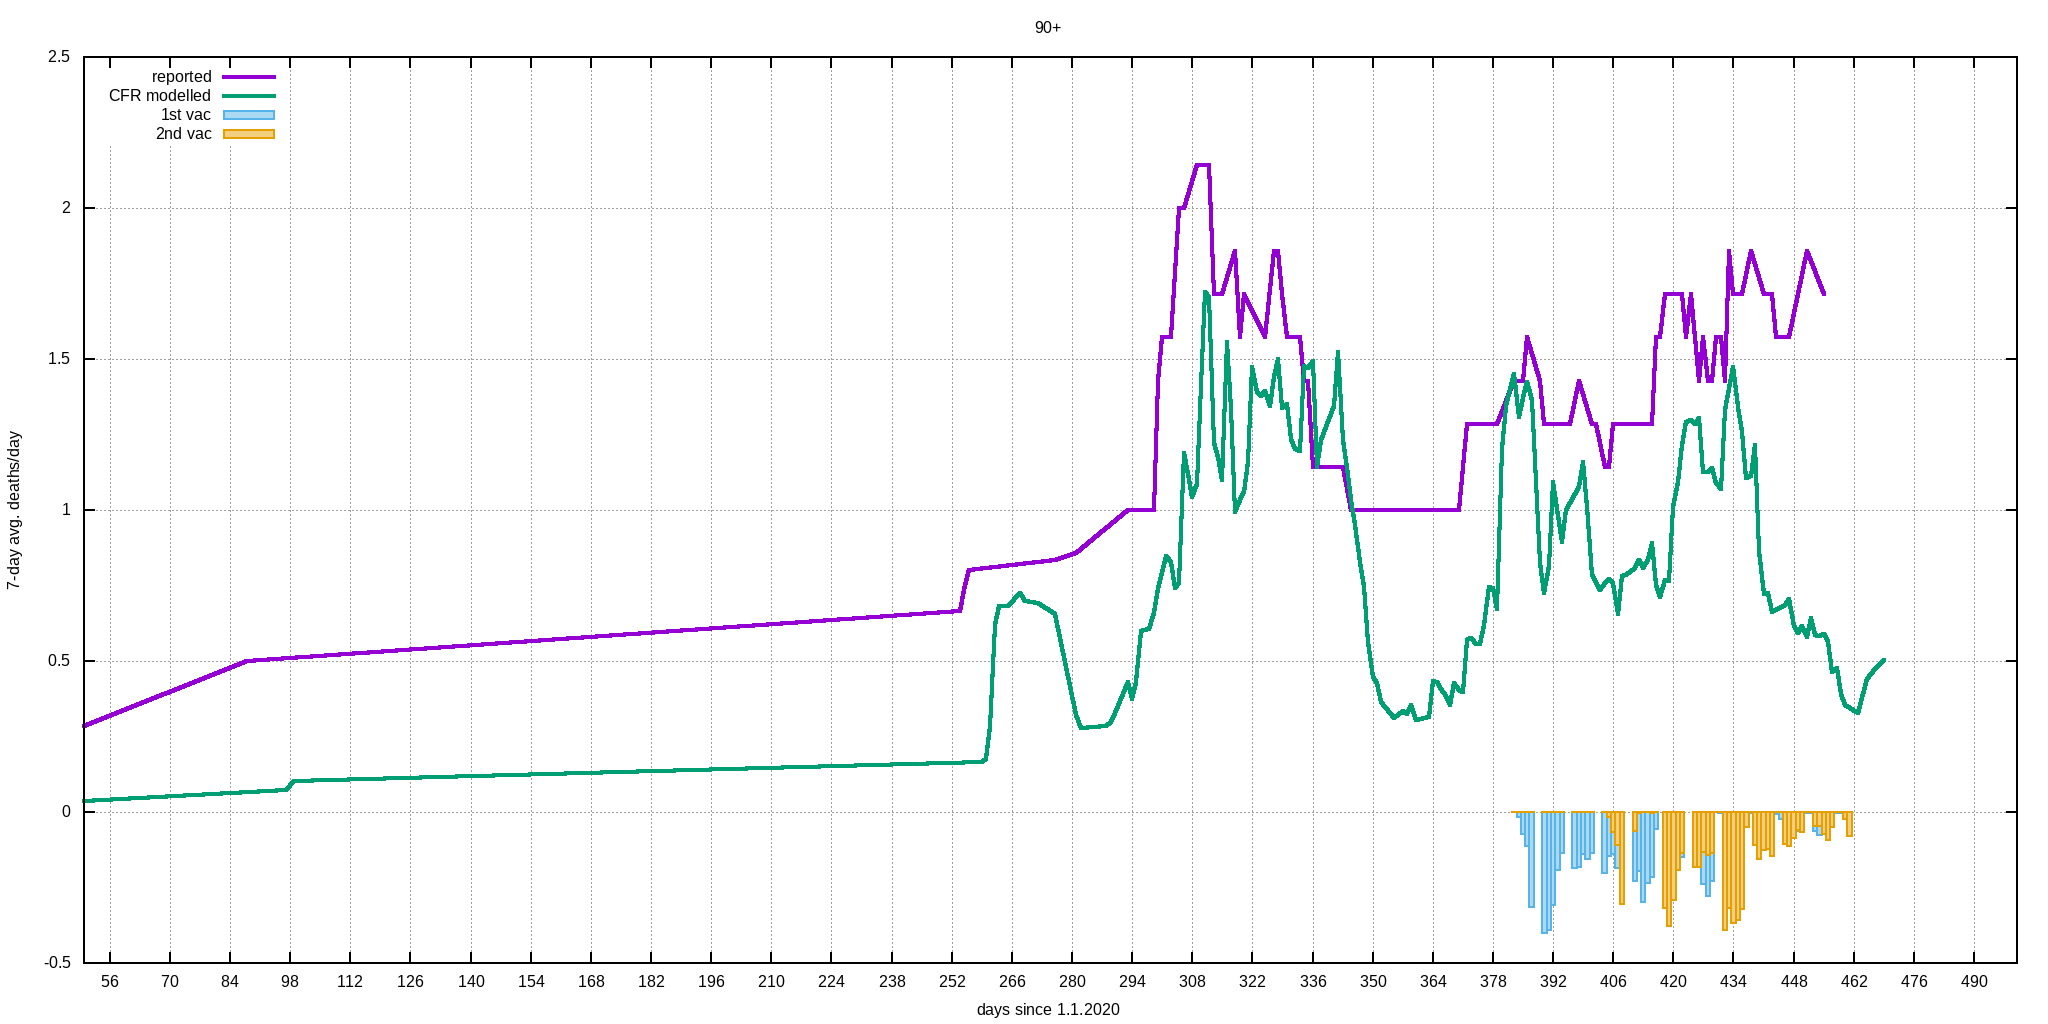 90+
2.5
2
1.5
1
0.5
0
-0.5
7-day avg. deaths/day
reported
CFR modelled
1st vac
2nd vac
56 70 84 98 112 126 140 154 168 182 196 210 224 238 252 266 280 294 308 322 336 350 364 378 392 406 420 434 448 462 476 490
days since 1.1.2020